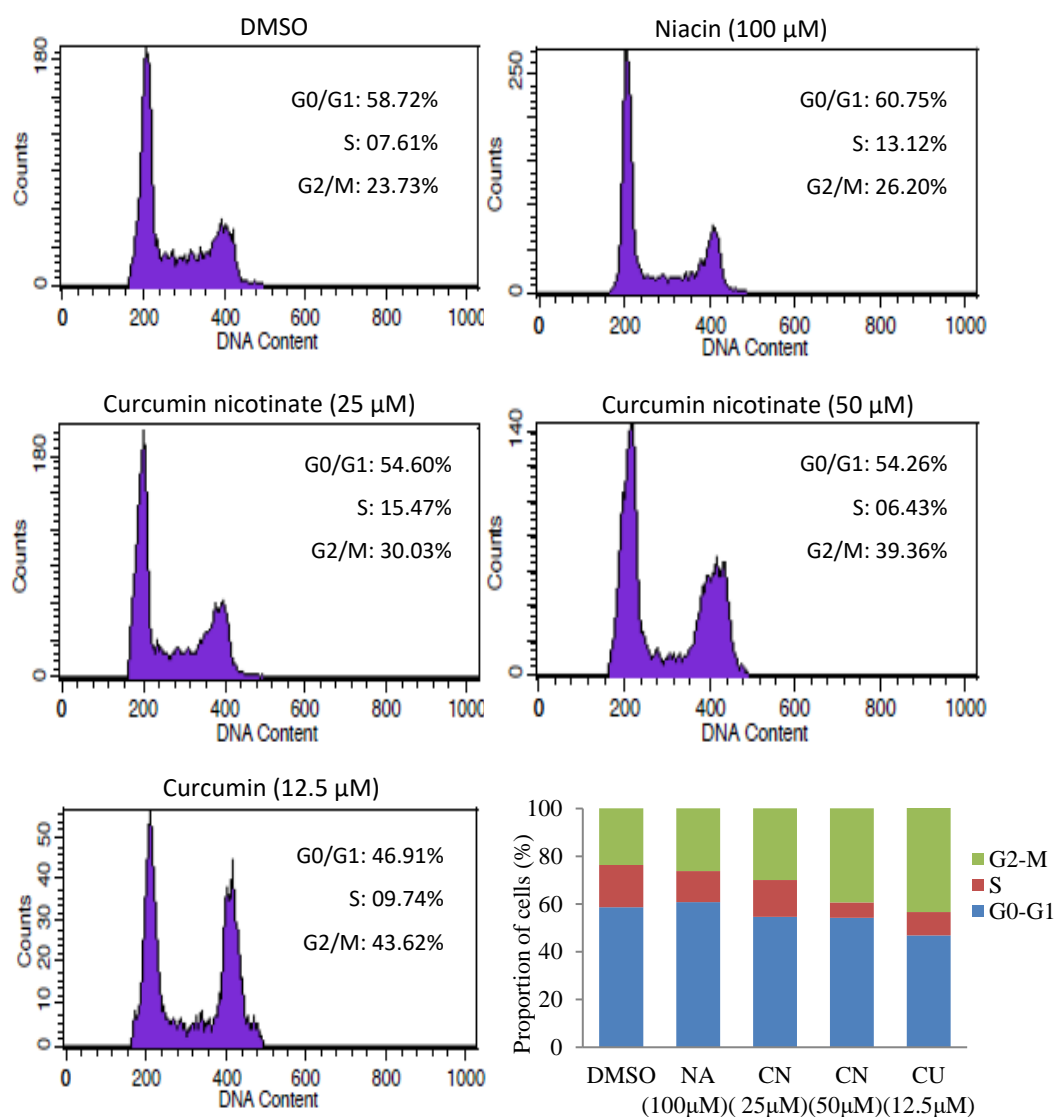 DMSO
180
0
Counts
G0/G1: 58.72%
S: 07.61%
G2/M: 23.73%
0 200 400 600 800 1000
DNA Content
Niacin (100 µM)
250
0
Counts
G0/G1: 60.75%
S: 13.12%
G2/M: 26.20%
0 200 400 600 800 1000
DNA Content
Curcumin nicotinate (25 µM)
180
0
Counts
G0/G1: 54.60%
S: 15.47%
G2/M: 30.03%
0 200 400 600 800 1000
DNA Content
Curcumin nicotinate (50 µM)
140
0
Counts
G0/G1: 54.26%
S: 06.43%
G2/M: 39.36%
0 200 400 600 800 1000
DNA Content
Curcumin (12.5 µM)
50
40
30
20
10
0
Counts
G0/G1: 46.91%
S: 09.74%
G2/M: 43.62%
0 200 400 600 800 1000
DNA Content
100
80
60
40
20
0
Proportion of cells (%)
G2-M
S
G0-G1
DMSO NA CN CN CU
(100µM) ( 25µM) (50µM) (12.5µM)